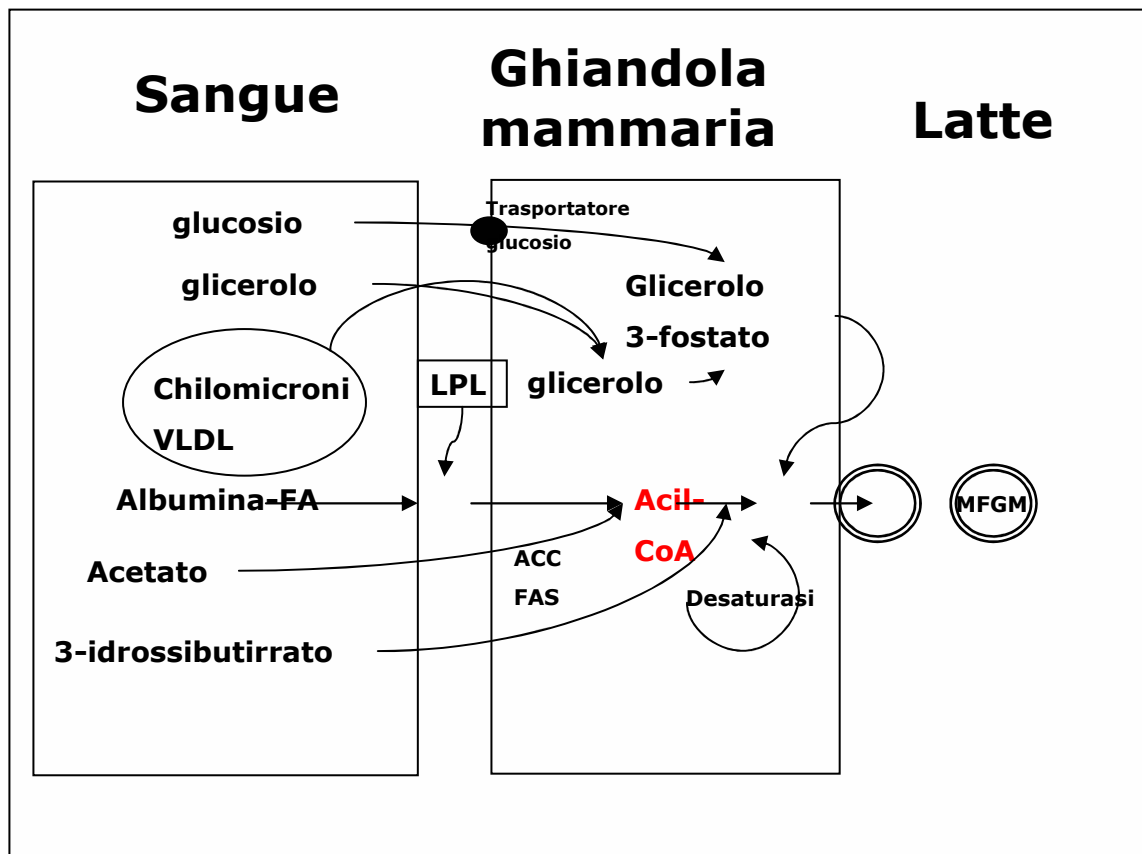 Sangue
Ghiandola
mammaria
Latte
glucosio
glicerolo
Chilomicroni
VLDL
Albumina-FA
Acetato
3-idrossibutirrato
LPL
Trasportatore
glucosio
Glicerolo
3-fostato
glicerolo
Acil-
CoA
ACC
FAS
Desaturasi
MFGM